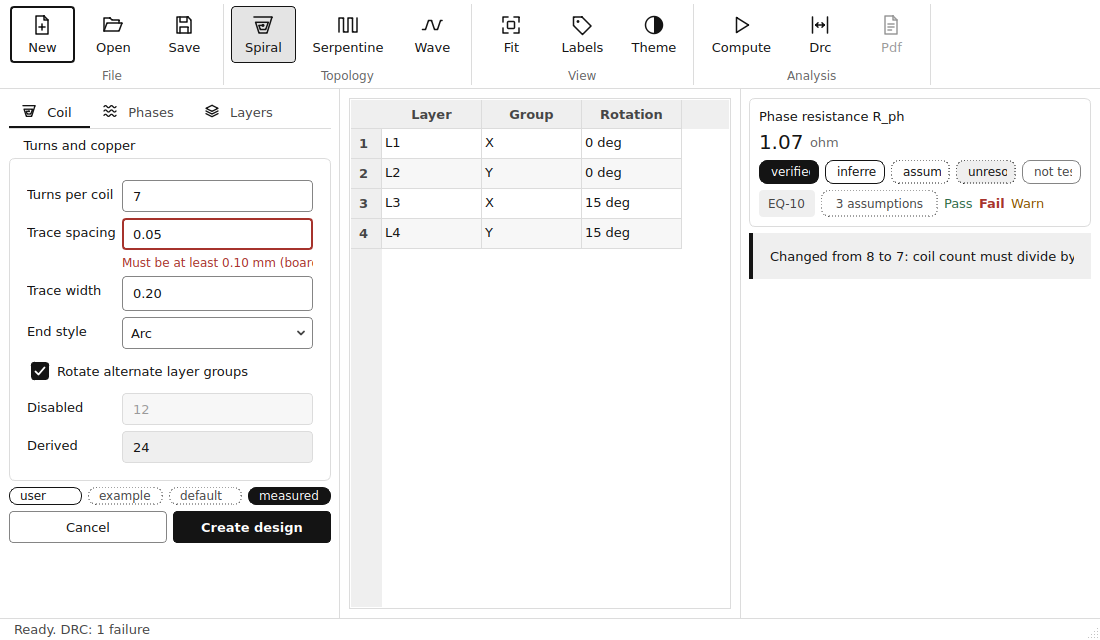 New Open Save Spiral Serpentine Wave Fit Labels Theme Compute Drc Pdf
File Topology View Analysis
Coil Phases Layers
Turns and copper
Turns per coil 7
Trace spacing 0.05
Must be at least 0.10 mm (boar
Trace width 0.20
End style Arc
Rotate alternate layer groups
Disabled 12
Derived 24
user example default measured
Cancel Create design
Layer Group Rotation
1 L1 X 0 deg
2 L2 Y 0 deg
3 L3 X 15 deg
4 L4 Y 15 deg
Phase resistance R_ph
1.07 ohm
verifie inferre assum unreso not tes
EQ-10 3 assumptions Pass Fail Warn
Changed from 8 to 7: coil count must divide by
Ready. DRC: 1 failure